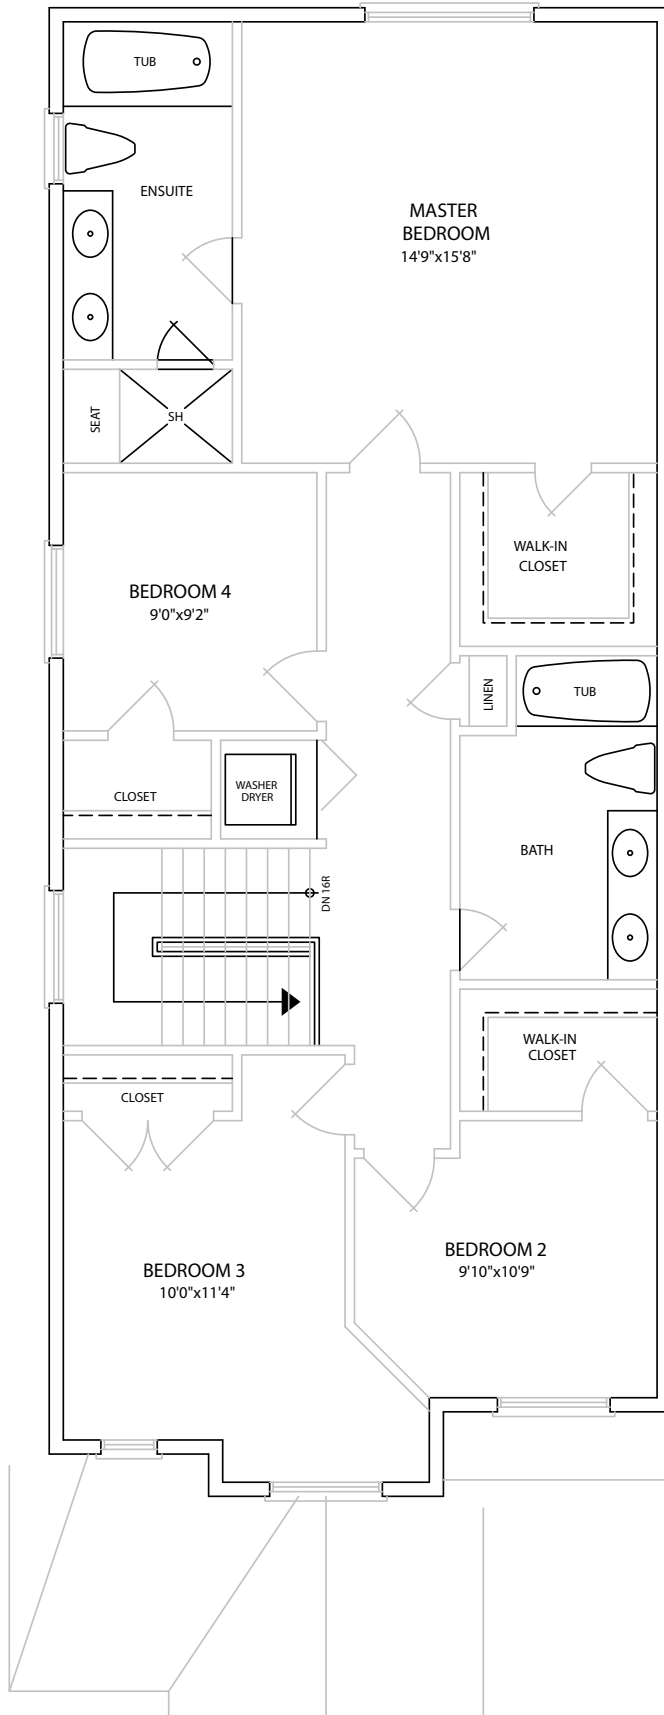 TUB
ENSUITE
MASTER
BEDROOM
14'9"x15'8"
SEAT
SH
BEDROOM 4
9'0"x9'2"
WALK-IN
CLOSET
LINEN
TUB
CLOSET
WASHER
DRYER
BATH
DN 16R
WALK-IN
CLOSET
CLOSET
BEDROOM 3
10'0"x11'4"
BEDROOM 2
9'10"x10'9"